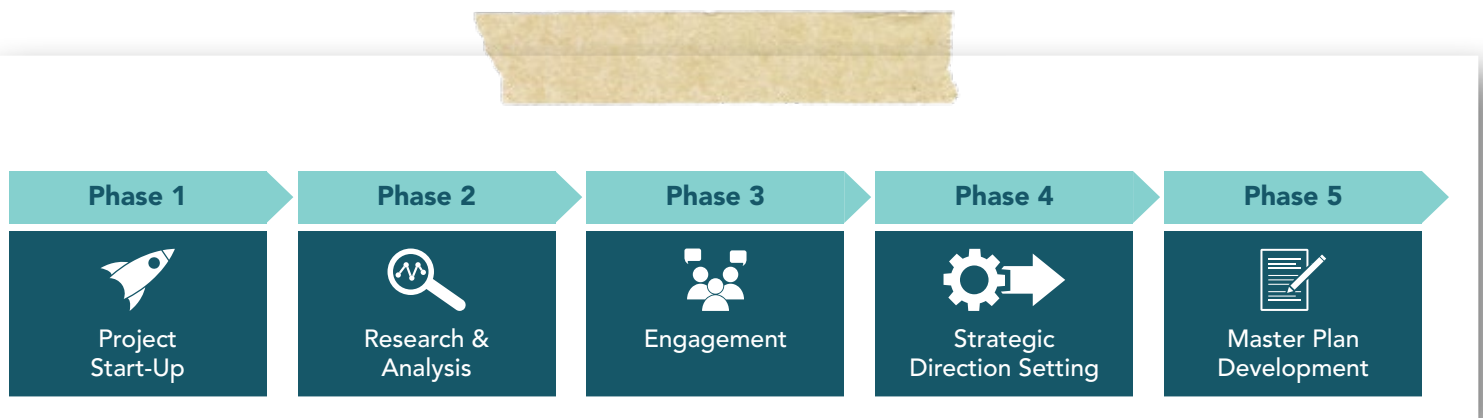 Phase 1
Phase 2
Phase 3
Phase 4
Phase 5
Project
Start-Up
Research &
Analysis
Engagement
Strategic
Direction Setting
Master Plan
Development